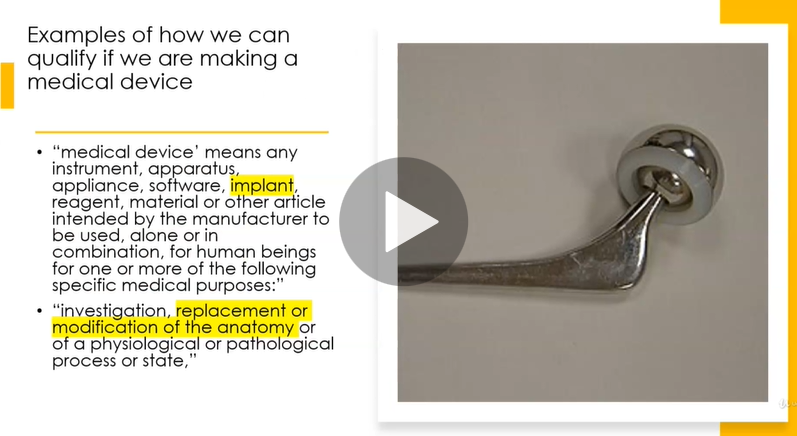 Examples of how we can
qualify if we are making a
medical device
• “medical device’ means any
instrument, apparatus,
appliance, software, implant,
reagent, material or other article
intended by the manufacturer to
be used, alone or in
combination, for human beings
for one or more of the following
specific medical purposes:”
• “investigation, replacement or
modification of the anatomy or
of a physiological or pathological
process or state,”